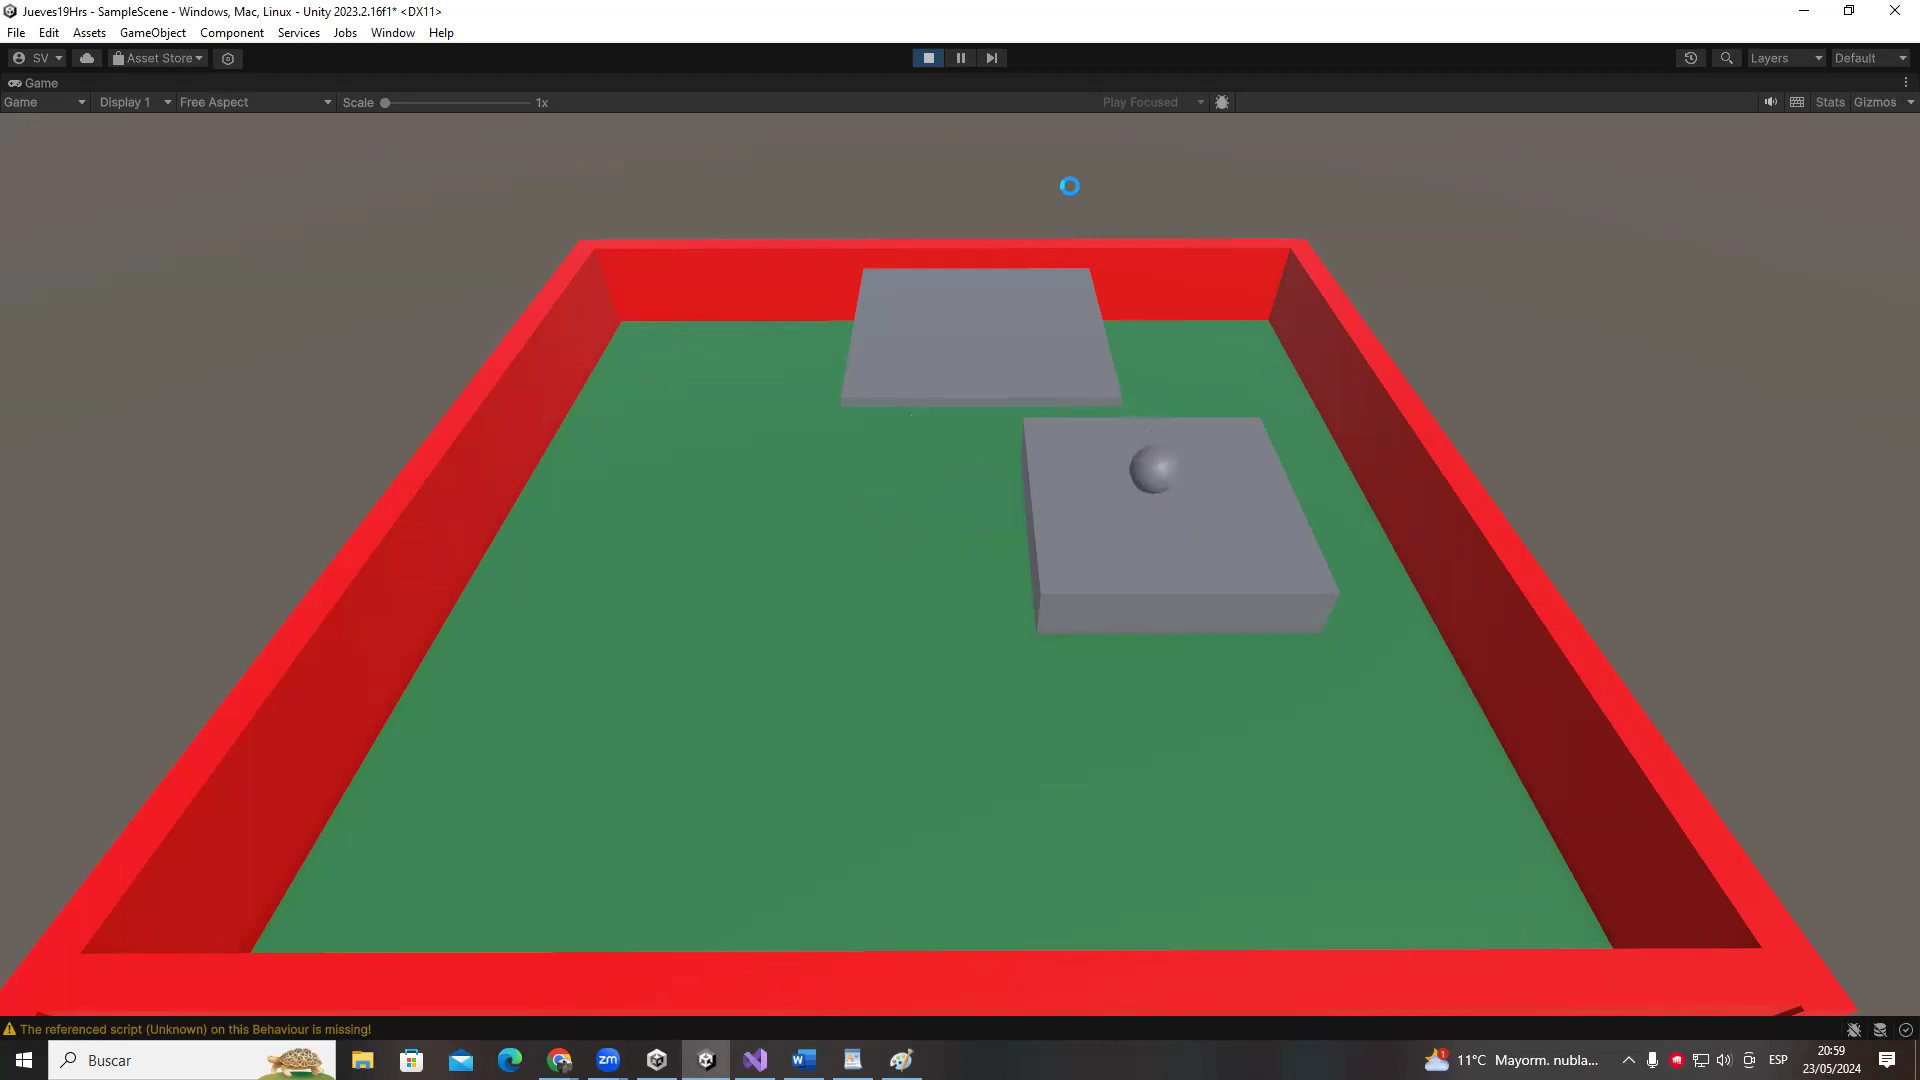 Jueves19Hrs - SampleScene - Windows, Mac, Linux - Unity 2023.2.16f1* <DX11>
File Edit Assets GameObject Component Services Jobs Window Help
SV Asset Store Layers Default
Game
Game Display 1 Free Aspect Scale 1x Play Focused Stats Gizmos
The referenced script (Unknown) on this Behaviour is missing!
Buscar zm W 1 11°C Mayorm. nubla... ESP
20:59
23/05/2024